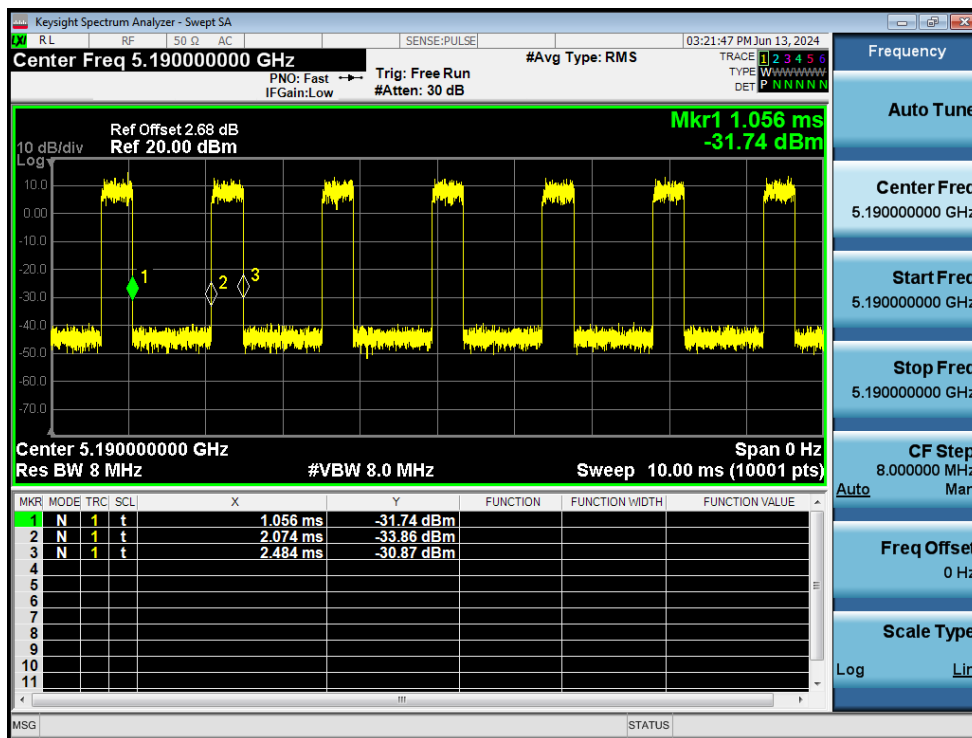 Keysight Spectrum Analyzer - Swept SA
LXI RL RF 50 Ω AC SENSE:PULSE 03:21:47 PM Jun 13, 2024
Center Freq 5.190000000 GHz
PNO: Fast
IFGain:Low
Trig: Free Run
#Atten: 30 dB
#Avg Type: RMS
TRACE 1 2 3 4 5 6
TYPE WWWWWW
DET P N N N N N
Ref Offset 2.68 dB
10 dB/div Ref 20.00 dBm
Log
Mkr1 1.056 ms
-31.74 dBm
10.0
0.00
-10.0
-20.0
-30.0
-40.0
-50.0
-60.0
-70.0
1
2
3
Center 5.190000000 GHz Span 0 Hz
Res BW 8 MHz #VBW 8.0 MHz Sweep 10.00 ms (10001 pts)
MKR MODE TRC SCL X Y FUNCTION FUNCTION WIDTH FUNCTION VALUE
1 N 1 t 1.056 ms -31.74 dBm
2 N 1 t 2.074 ms -33.86 dBm
3 N 1 t 2.484 ms -30.87 dBm
4
5
6
7
8
9
10
11
MSG STATUS
Frequency
Auto Tune
Center Freq
5.190000000 GHz
Start Freq
5.190000000 GHz
Stop Freq
5.190000000 GHz
CF Step
8.000000 MHz
Auto Man
Freq Offset
0 Hz
Scale Type
Log Lin